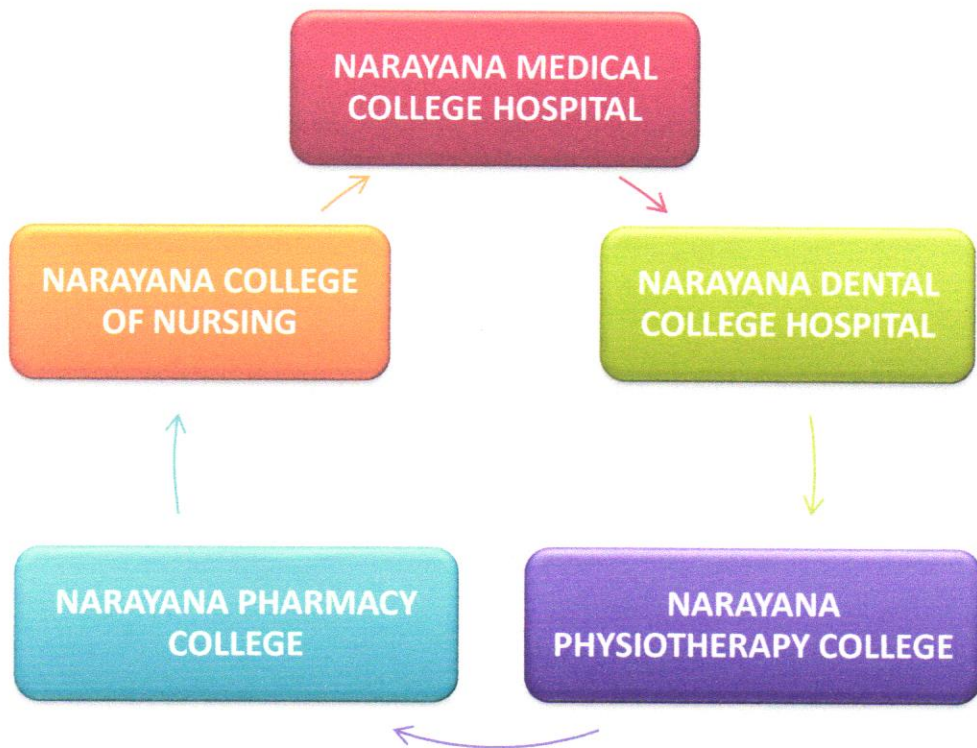 NARAYANA MEDICAL
COLLEGE HOSPITAL
NARAYANA DENTAL
COLLEGE HOSPITAL
NARAYANA
PHYSIOTHERAPY COLLEGE
NARAYANA PHARMACY
COLLEGE
NARAYANA COLLEGE
OF NURSING